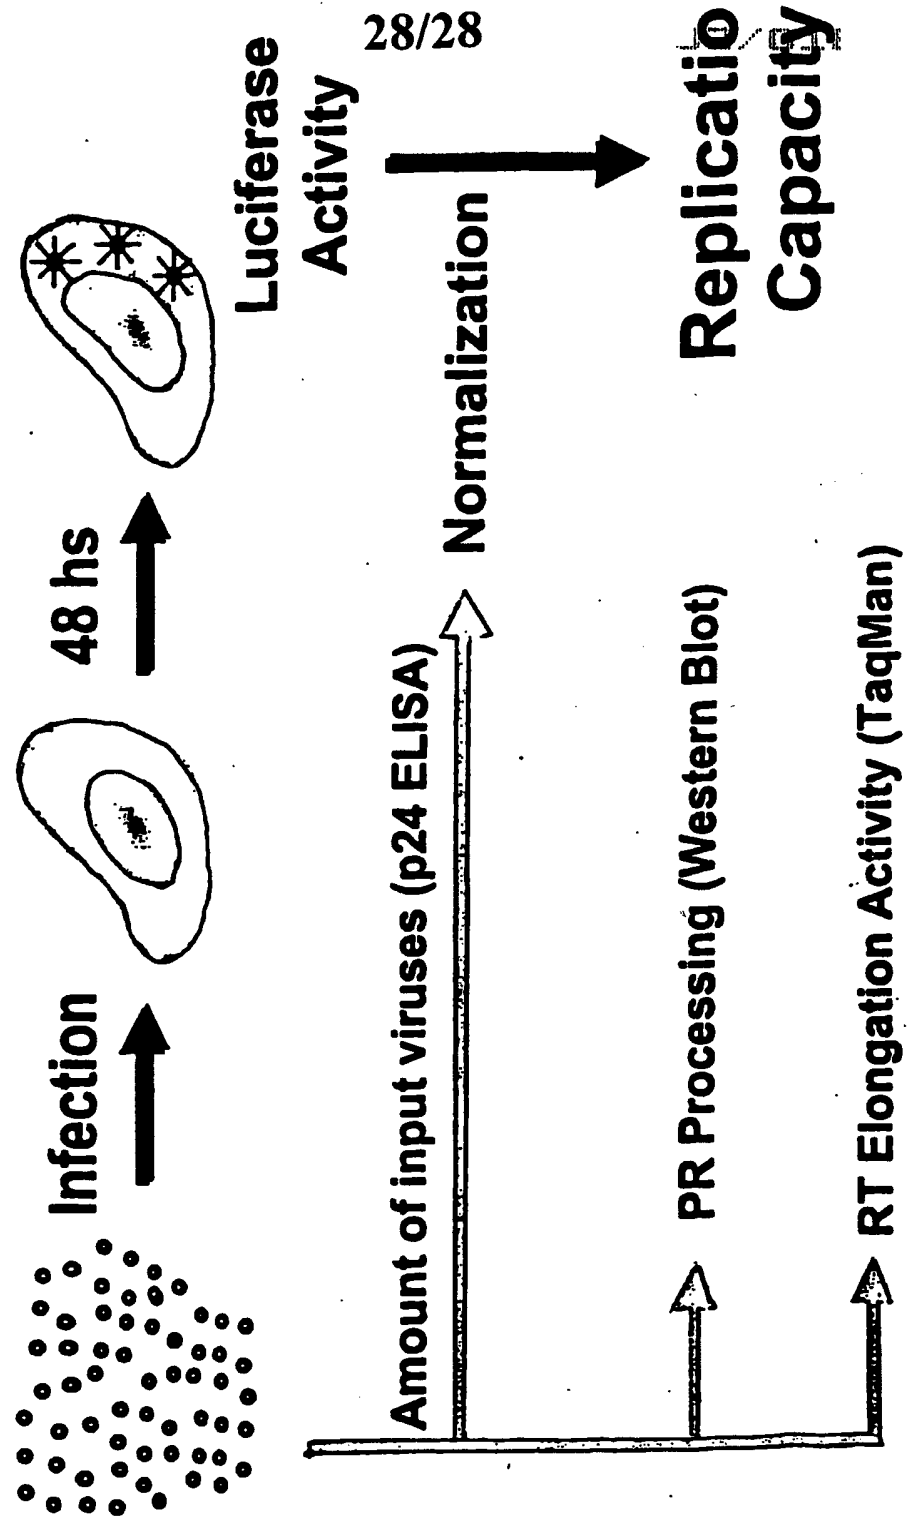 28/28
Infection
48 hs
Luciferase
Activity
Amount of input viruses (p24 ELISA)
Normalization
PR Processing (Western Blot)
Replicatio
Capacity
RT Elongation Activity (TaqMan)